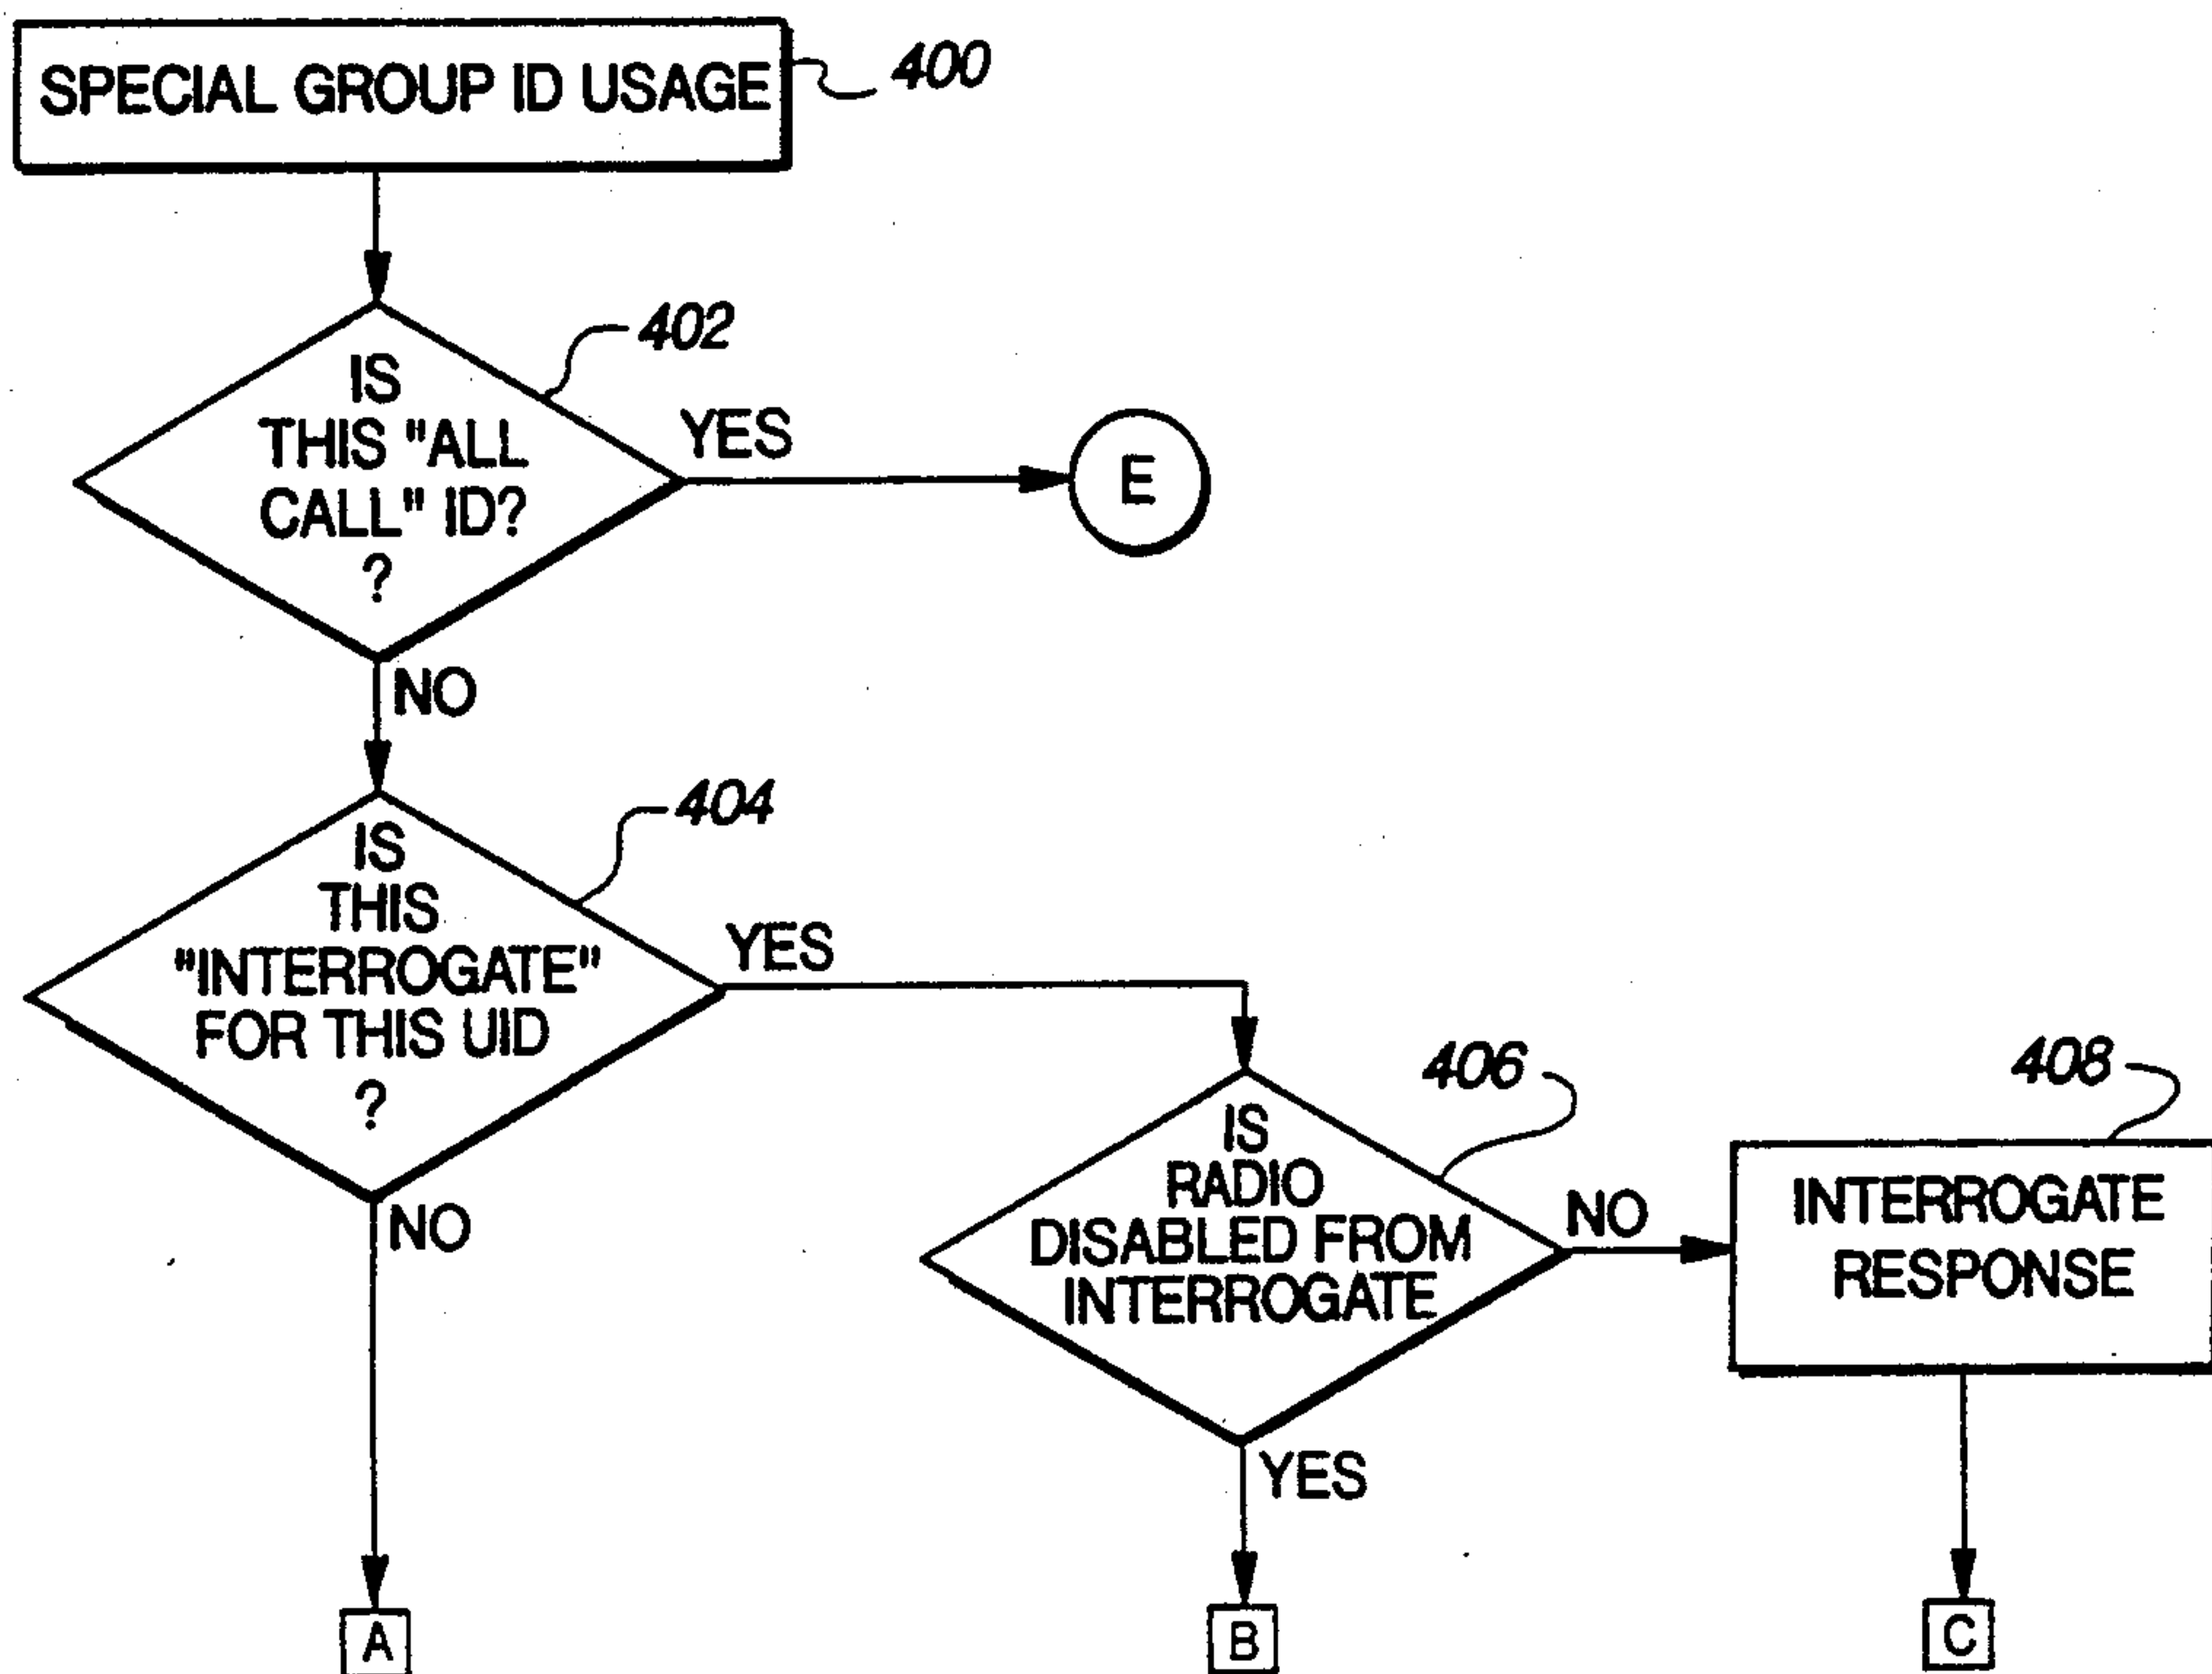 SPECIAL GROUP ID USAGE
400
402
IS
THIS "ALL
CALL" ID?
?
YES
E
NO
404
IS
THIS
"INTERROGATE"
FOR THIS UID
?
YES
NO
406
IS
RADIO
DISABLED FROM
INTERROGATE
NO
YES
408
INTERROGATE
RESPONSE
A
B
C